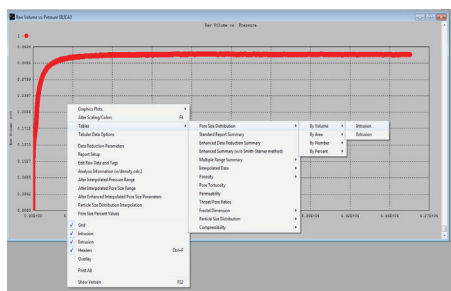 Raw Volume vs Pressure SILICAD
Raw Volume vs. Pressure
1
Graphics Plots
Alter Scaling/Colors F4
Tables
Tabular Data Options
Data Reduction Parameters
Report Setup
Edit Raw Data and Tags
Analysis Information (w/density calc.)
Alter Interpolated Pressure Range
Alter Interpolated Pore Size Range
Alter Enhanced Interpolated Pore Size Parameters
Particle Size Distribution Interpolation
Pore Size Percent Values
Grid
Intrusion
Extrusion
Headers Ctrl+F
Overlay
Print All
Show Version F12
Pore Size Distribution
Standard Report Summary
Enhanced Data Reduction Summary
Enhanced Summary (w/o Smith-Stermer method)
Multiple Range Summary
Interpolated Data
Porosity
Pore Tortuosity
Permeability
Throat/Pore Ratios
Fractal Dimension
Particle Size Distribution
Compressibility
By Volume
By Area
By Number
By Percent
Intrusion
Extrusion